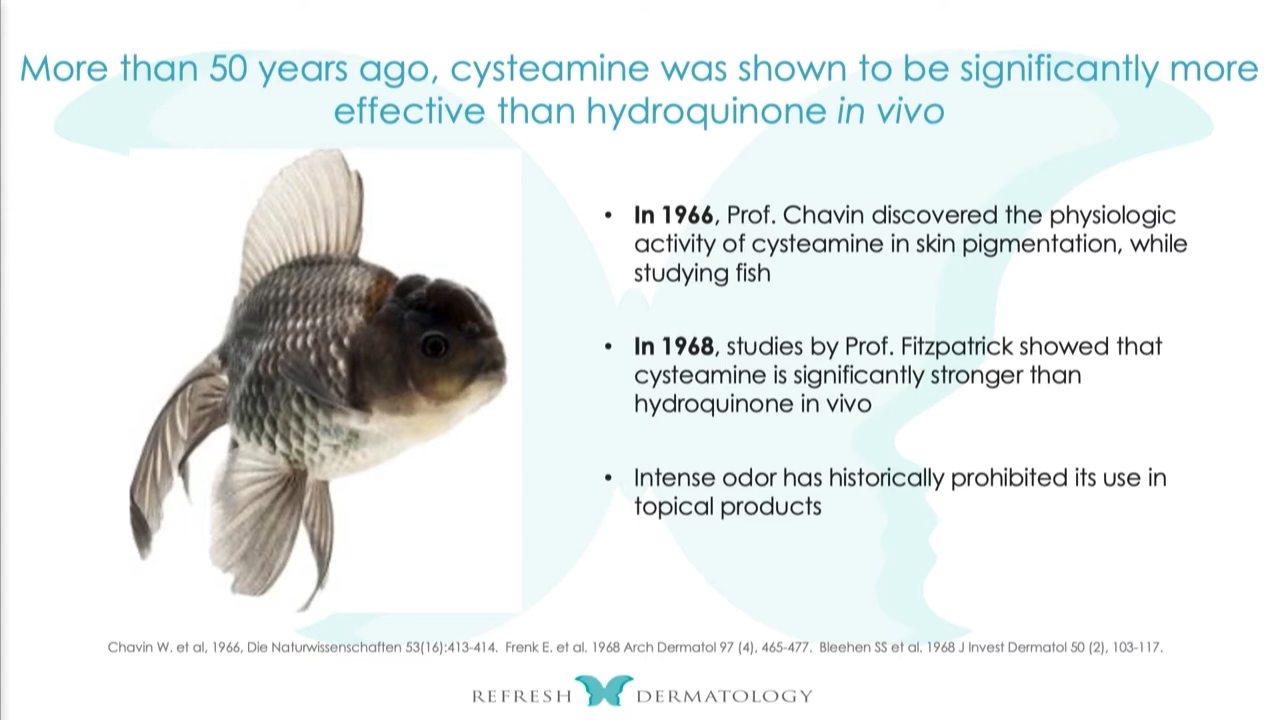 More than 50 years ago, cysteamine was shown to be significantly more
effective than hydroquinone in vivo
• In 1966, Prof. Chavin discovered the physiologic
activity of cysteamine in skin pigmentation, while
studying fish
• In 1968, studies by Prof. Fitzpatrick showed that
cysteamine is significantly stronger than
hydroquinone in vivo
• Intense odor has historically prohibited its use in
topical products
Chavin W. et al, 1966, Die Naturwissenschaften 53(16):413-414. Frenk E. et al. 1968 Arch Dermatol 97 (4), 465-477. Bleehen SS et al. 1968 J Invest Dermatol 50 (2), 103-117.
REFRESH DERMATOLOGY